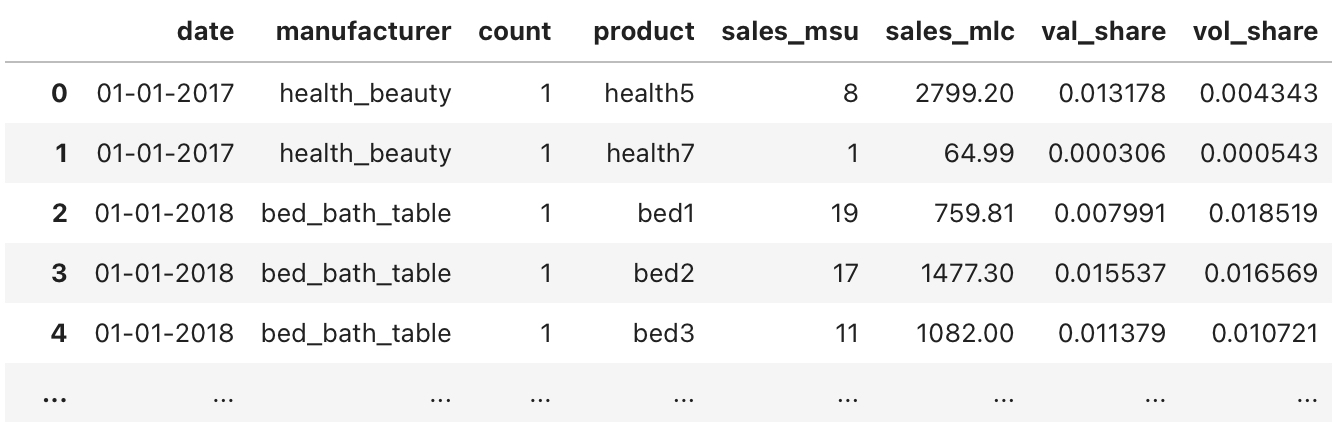 date manufacturer count product sales_msu sales_mlc val_share vol_share
0 01-01-2017 health_beauty 1 health5 8 2799.20 0.013178 0.004343
1 01-01-2017 health_beauty 1 health7 1 64.99 0.000306 0.000543
2 01-01-2018 bed_bath_table 1 bed1 19 759.81 0.007991 0.018519
3 01-01-2018 bed_bath_table 1 bed2 17 1477.30 0.015537 0.016569
4 01-01-2018 bed_bath_table 1 bed3 11 1082.00 0.011379 0.010721
... ... ... ... ... ... ... ... ...